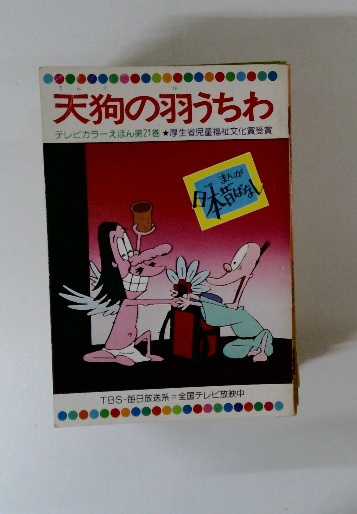 天狗の羽うちわ
テレビカラーえほん第21巻 ★厚生省児童福祉文化賞受賞
まんが
日本昔ばなし
TBS・毎日放送系=全国テレビ放映中